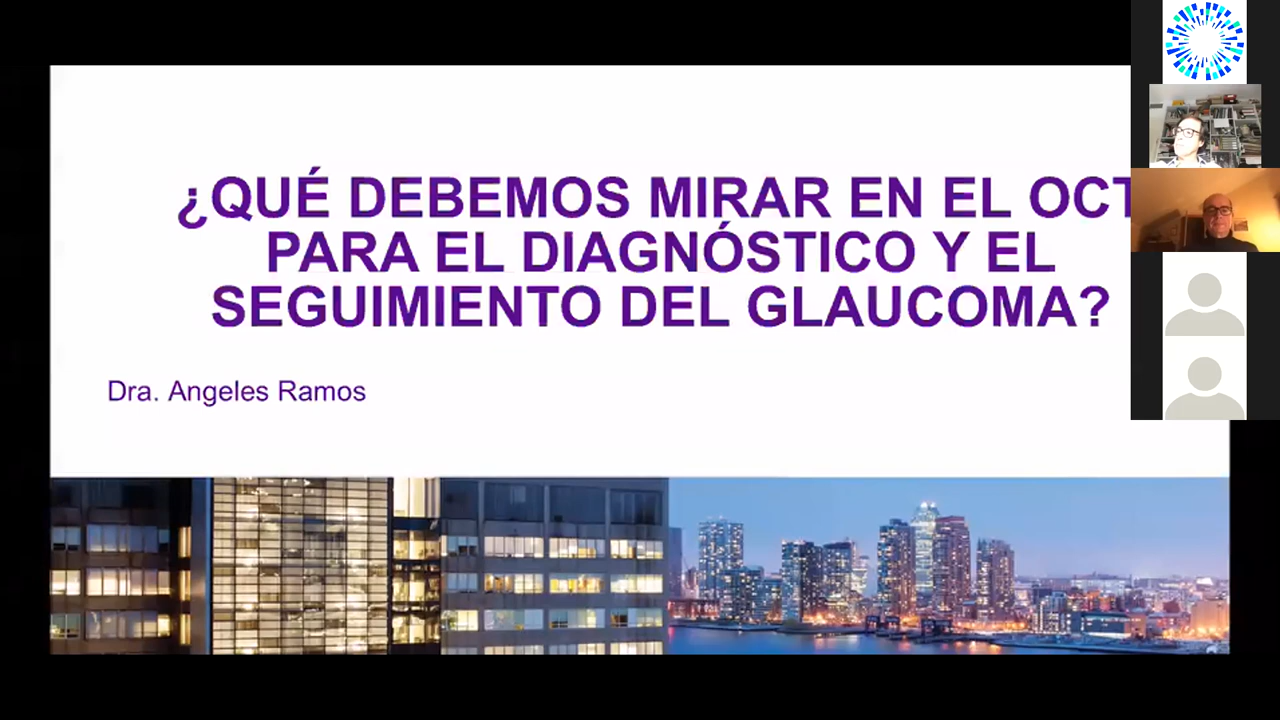 ¿QUÉ DEBEMOS MIRAR EN EL OCT
PARA EL DIAGNÓSTICO Y EL
SEGUIMIENTO DEL GLAUCOMA?
Dra. Angeles Ramos